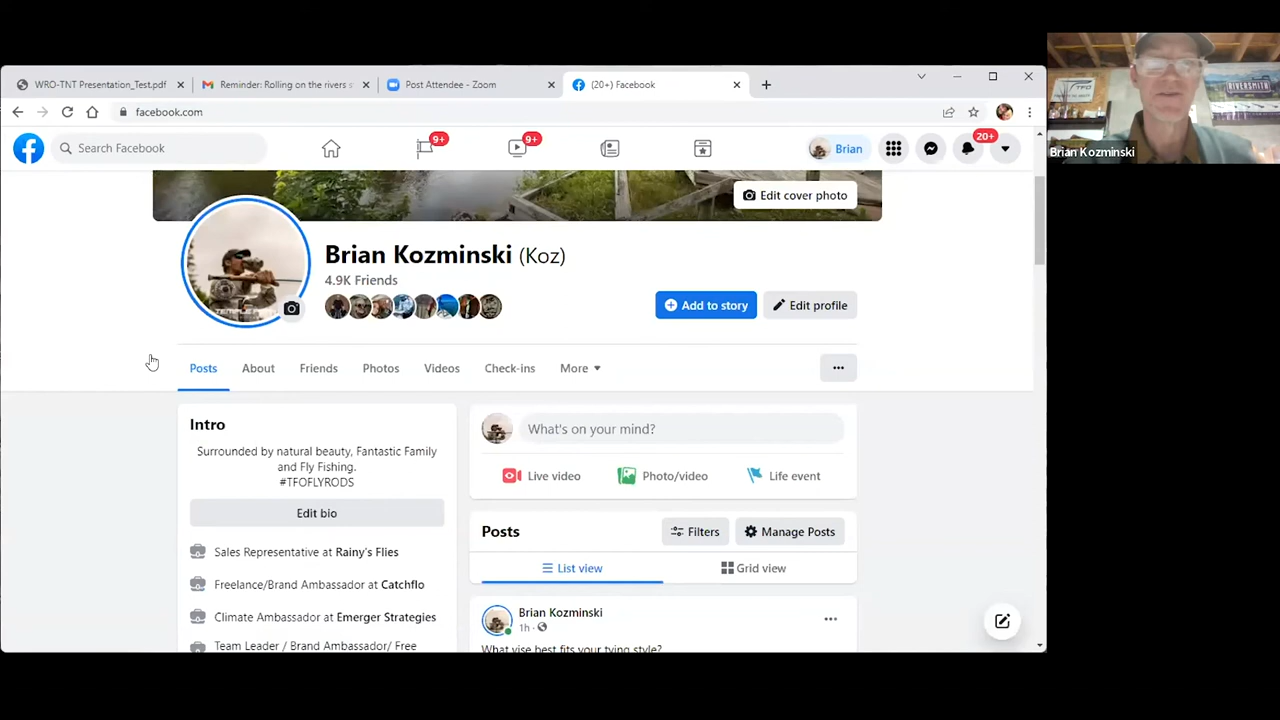 WRO-TNT Presentation_Test.pdf
Reminder: Rolling on the rivers s
Post Attendee - Zoom
(20+) Facebook
facebook.com
Search Facebook
9+
9+
Brian
20+
Edit cover photo
Brian Kozminski (Koz)
4.9K Friends
Add to story
Edit profile
Posts
About
Friends
Photos
Videos
Check-ins
More
Intro
Surrounded by natural beauty, Fantastic Family
and Fly Fishing.
#TFOFLYRODS
Edit bio
Sales Representative at Rainy's Flies
Freelance/Brand Ambassador at Catchflo
Climate Ambassador at Emerger Strategies
Team Leader / Brand Ambassador/ Free
What's on your mind?
Live video
Photo/video
Life event
Posts
Filters
Manage Posts
List view
Grid view
Brian Kozminski
1h
What vise best fits your tying style?
TFO
RIVERSMITH
Brian Kozminski